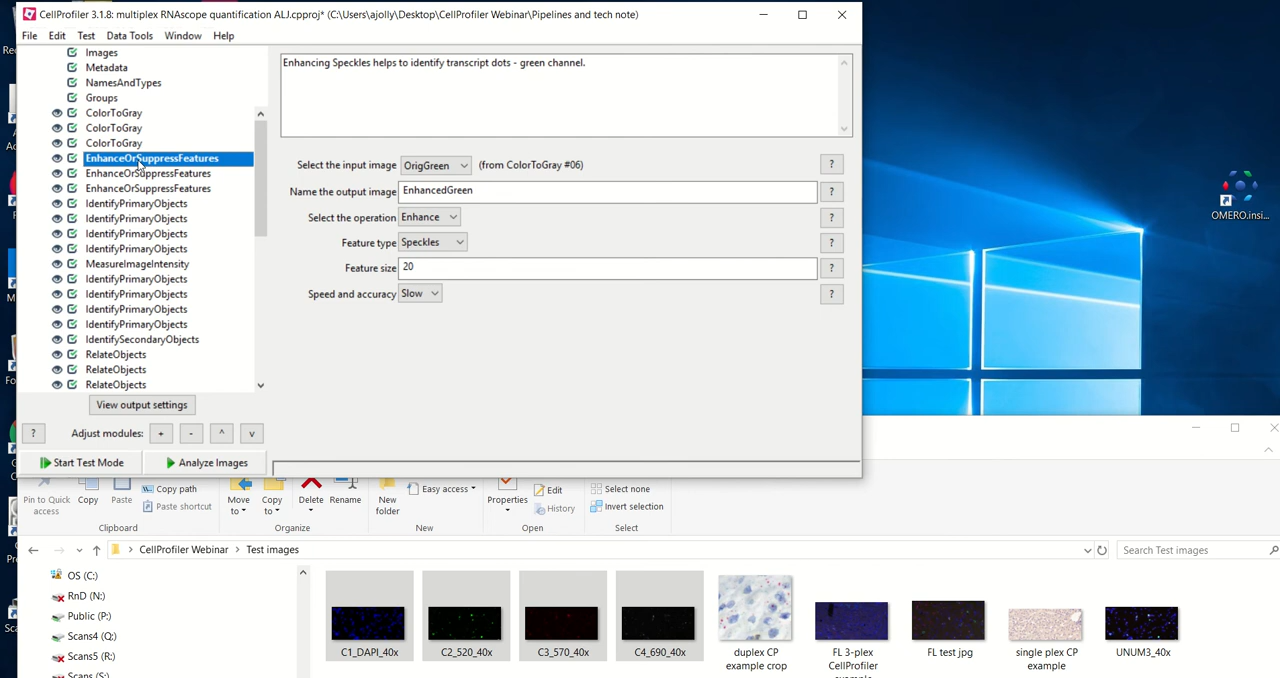 CellProfiler 3.1.8: multiplex RNAscope quantification ALJ.cpproj* (C:\Users\ajolly\Desktop\CellProfiler Webinar\Pipelines and tech note)
File Edit Test Data Tools Window Help
Images
Metadata
NamesAndTypes
Groups
ColorToGray
ColorToGray
ColorToGray
EnhanceOrSuppressFeatures
EnhanceOrSuppressFeatures
EnhanceOrSuppressFeatures
IdentifyPrimaryObjects
IdentifyPrimaryObjects
IdentifyPrimaryObjects
IdentifyPrimaryObjects
MeasureImageIntensity
IdentifyPrimaryObjects
IdentifyPrimaryObjects
IdentifyPrimaryObjects
IdentifyPrimaryObjects
IdentifySecondaryObjects
RelateObjects
RelateObjects
RelateObjects
View output settings
? Adjust modules: + - ^ v
Start Test Mode Analyze Images
Enhancing Speckles helps to identify transcript dots - green channel.
Select the input image OrigGreen (from ColorToGray #06) ?
Name the output image EnhancedGreen ?
Select the operation Enhance ?
Feature type Speckles ?
Feature size 20 ?
Speed and accuracy Slow ?
OMERO.insi...
Pin to Quick access Copy Paste Copy path Paste shortcut
Move to Copy to Delete Rename New folder Easy access
Properties Edit History Select none Invert selection
Clipboard Organize New Open Select
CellProfiler Webinar > Test images Search Test images
OS (C:)
RnD (N:)
Public (P:)
Scans4 (Q:)
Scans5 (R:)
Scans (S:)
C1_DAPI_40x C2_520_40x C3_570_40x C4_690_40x
duplex CP example crop
FL 3-plex CellProfiler
FL test jpg
single plex CP example
UNUM3_40x